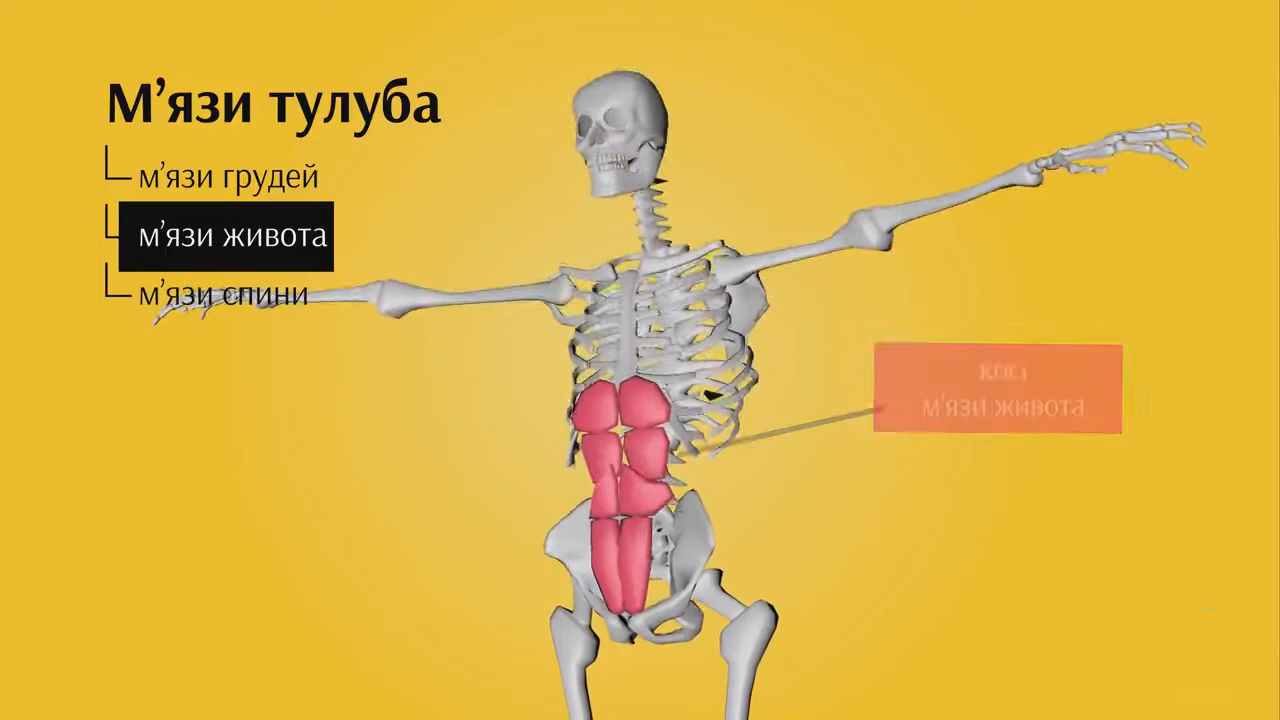 М’язи тулуба
м’язи грудей
м’язи живота
м’язи спини
м'язи живота